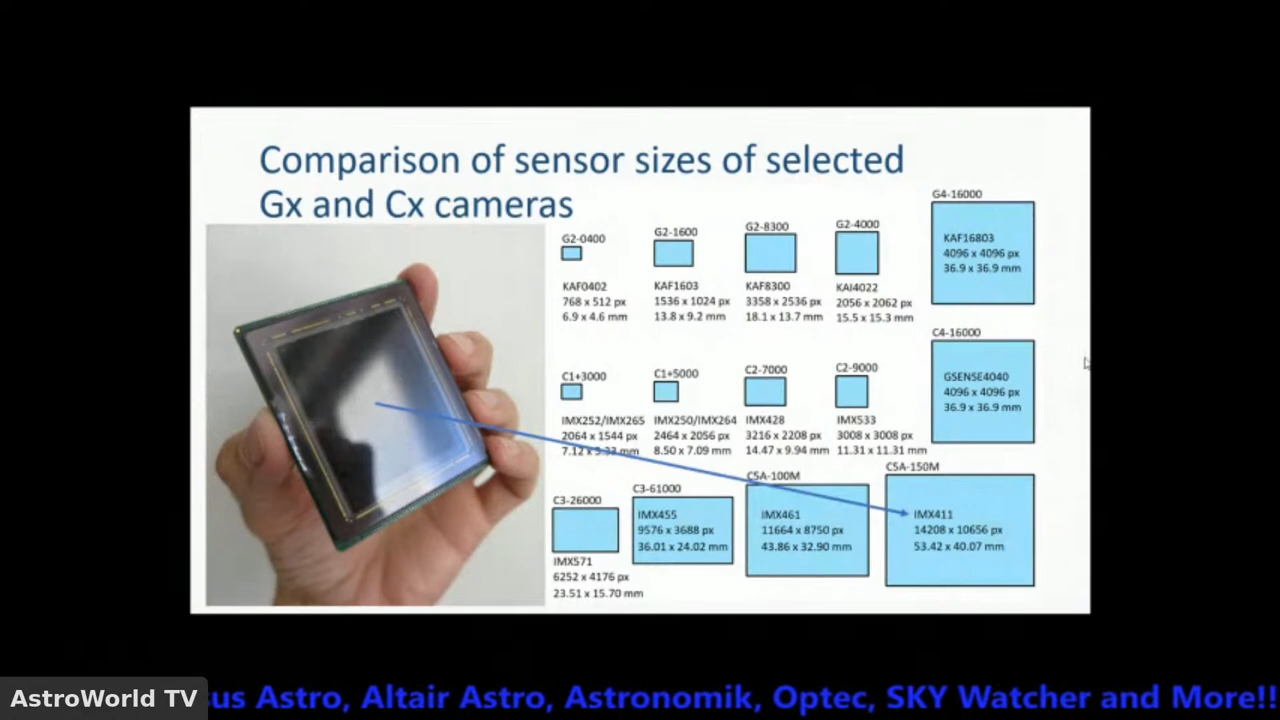 Comparison of sensor sizes of selected
Gx and Cx cameras
G2-0400
KAF0402
768 x 512 px
6.9 x 4.6 mm
G2-1600
KAF1603
1536 x 1024 px
13.8 x 9.2 mm
G2-8300
KAF8300
3358 x 2536 px
18.1 x 13.7 mm
G2-4000
KAI4022
2056 x 2062 px
15.5 x 15.3 mm
G4-16000
KAF16803
4096 x 4096 px
36.9 x 36.9 mm
C1+3000
IMX252/IMX265
2064 x 1544 px
7.12 x 5.33 mm
C1+5000
IMX250/IMX264
2464 x 2056 px
8.50 x 7.09 mm
C2-7000
IMX428
3216 x 2208 px
14.47 x 9.94 mm
C2-9000
IMX533
3008 x 3008 px
11.31 x 11.31 mm
C4-16000
GSENSE4040
4096 x 4096 px
36.9 x 36.9 mm
C3-26000
IMX571
6252 x 4176 px
23.51 x 15.70 mm
C3-61000
IMX455
9576 x 3688 px
36.01 x 24.02 mm
C5A-100M
IMX461
11664 x 8750 px
43.86 x 32.90 mm
C5A-150M
IMX411
14208 x 10656 px
53.42 x 40.07 mm
AstroWorld TV
sus Astro, Altair Astro, Astronomik, Optec, SKY Watcher and More!!